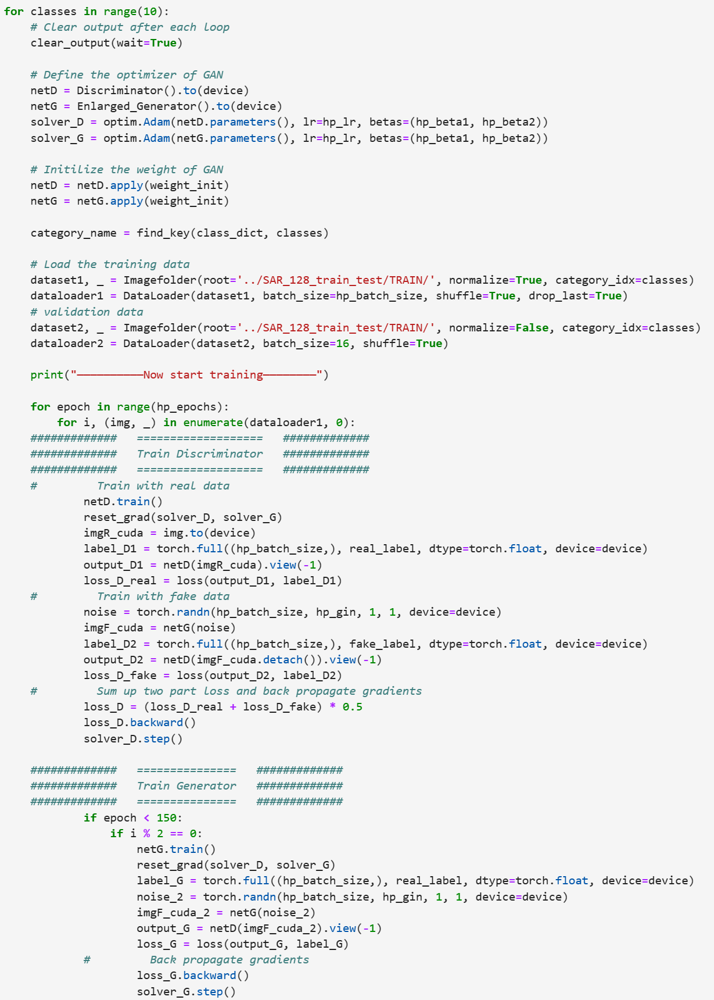 for classes in range(10):
    # Clear output after each loop
    clear_output(wait=True)

    # Define the optimizer of GAN
    netD = Discriminator().to(device)
    netG = Enlarged_Generator().to(device)
    solver_D = optim.Adam(netD.parameters(), lr=hp_lr, betas=(hp_beta1, hp_beta2))
    solver_G = optim.Adam(netG.parameters(), lr=hp_lr, betas=(hp_beta1, hp_beta2))

    # Initilize the weight of GAN
    netD = netD.apply(weight_init)
    netG = netG.apply(weight_init)

    category_name = find_key(class_dict, classes)

    # Load the training data
    dataset1, _ = Imagefolder(root='../SAR_128_train_test/TRAIN/', normalize=True, category_idx=classes)
    dataloader1 = DataLoader(dataset1, batch_size=hp_batch_size, shuffle=True, drop_last=True)
    # validation data
    dataset2, _ = Imagefolder(root='../SAR_128_train_test/TRAIN/', normalize=False, category_idx=classes)
    dataloader2 = DataLoader(dataset2, batch_size=16, shuffle=True)

    print("——————————Now start training————————")

    for epoch in range(hp_epochs):
        for i, (img, _) in enumerate(dataloader1, 0):
    #############   ===================   #############
    #############   Train Discriminator   #############
    #############   ===================   #############
    #         Train with real data
            netD.train()
            reset_grad(solver_D, solver_G)
            imgR_cuda = img.to(device)
            label_D1 = torch.full((hp_batch_size,), real_label, dtype=torch.float, device=device)
            output_D1 = netD(imgR_cuda).view(-1)
            loss_D_real = loss(output_D1, label_D1)
    #         Train with fake data
            noise = torch.randn(hp_batch_size, hp_gin, 1, 1, device=device)
            imgF_cuda = netG(noise)
            label_D2 = torch.full((hp_batch_size,), fake_label, dtype=torch.float, device=device)
            output_D2 = netD(imgF_cuda.detach()).view(-1)
            loss_D_fake = loss(output_D2, label_D2)
    #         Sum up two part loss and back propagate gradients
            loss_D = (loss_D_real + loss_D_fake) * 0.5
            loss_D.backward()
            solver_D.step()

    #############   ===============   #############
    #############   Train Generator   #############
    #############   ===============   #############
            if epoch < 150:
                if i % 2 == 0:
                    netG.train()
                    reset_grad(solver_D, solver_G)
                    label_G = torch.full((hp_batch_size,), real_label, dtype=torch.float, device=device)
                    noise_2 = torch.randn(hp_batch_size, hp_gin, 1, 1, device=device)
                    imgF_cuda_2 = netG(noise_2)
                    output_G = netD(imgF_cuda_2).view(-1)
                    loss_G = loss(output_G, label_G)
            #         Back propagate gradients
                    loss_G.backward()
                    solver_G.step()